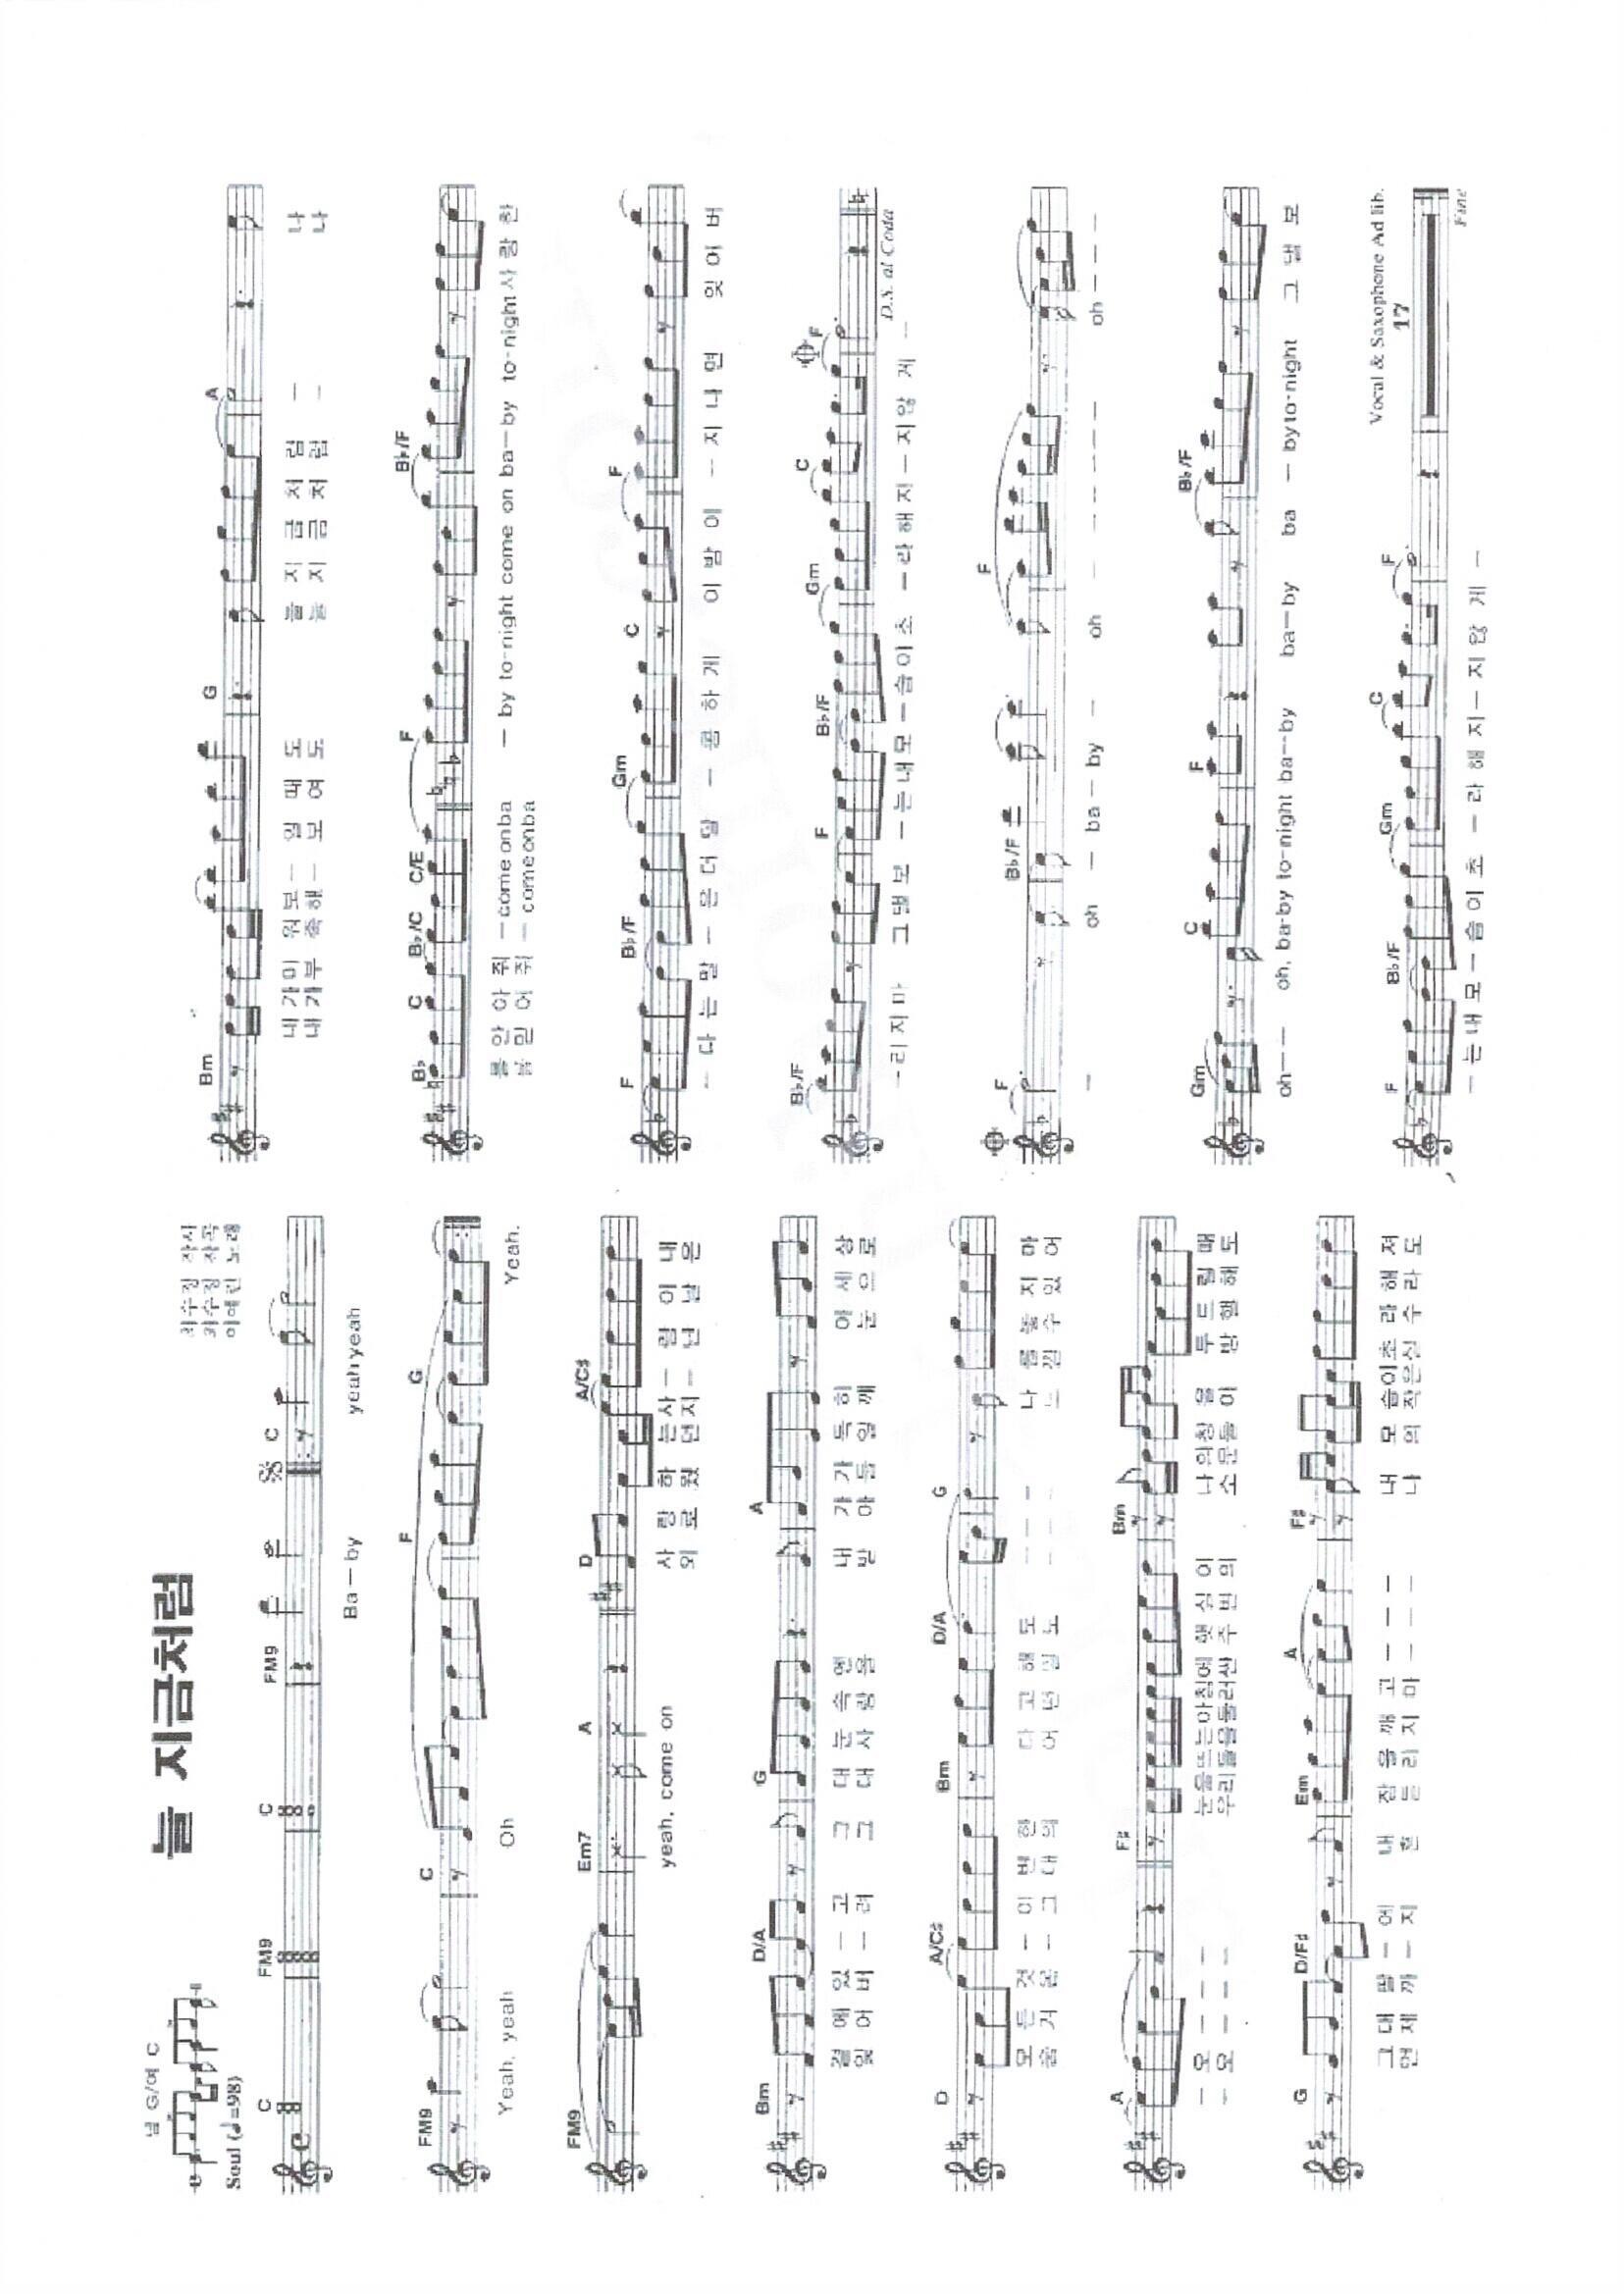 남 G/여 C
늘 지금처럼
최수정 작사
최수정 작곡
이예린 노래
Soul (♩=98)
C FM9 C FM9 C
Ba — by yeah yeah
FM9 C F G
Yeah, yeah Oh Yeah.
FM9 Em7 A D A/C♯
yeah, come on 사 랑 하 는 사 — 람 이 내
외 로 웠 던 지 — 난 날 은
Bm D/A G A
곁 에 있 — 고 그 대 눈 속 엔 내 가 가 득 히 이 세 상
잊 어 버 — 려 그 대 사 랑 을 받 아 들 일 께 눈 으 로
D A/C♯ Bm D/A G
모 든 것 — 이 변 한 다 고 해 도 — — — 나 를 놓 지 마
숨 겨 온 — 그 대 의 어 떤 일 도 — — — 느 낄 수 있 어
A F♯ Bm
— 오 — — — 눈을뜨는아침에 햇 실 이 나 의 창 을 두 드 릴 때
— 오 — — — 우리들을둘러싼 주 변 의 소 문 들 이 방 핼 해 도
G D/F♯ Em A F♯
그 대 팔 — 에 내 잠 을 깨 고 — — — 내 모 습이초 라 해 져
언 제 까 — 지 흔 들 리 지 마 — — — 나 의 작은실 수 라 도
Bm G A
내 가 미 워 보 — 일 때 도 늘 지 금 처 럼 — 나
내 가 부 족 해 — 보 여 도 늘 지 금 처 럼 — 나
B♭ C B♭/C C/E F B♭/F
를 안 아 줘 — come on ba — by to-night come on ba—by to-night 사 랑 한
를 믿 어 줘 — come on ba
F B♭/F Gm C F
— 다 는 말 — 은 더 달 — 콤 하 게 이 밤 이 — 지 나 면 잊 어 버
B♭/F F B♭/F Gm C F
— 리 지 마 그 댈 보 — 는 내 모 — 습 이 초 — 라 해 지 — 지 않 게 —
D.S. al Coda
F B♭/F F
— oh — ba — by — oh — — — — — oh — — —
Gm C F B♭/F
oh — — oh, ba-by to-night ba—by ba—by ba — by to-night 그 댈 보
Vocal & Saxophone Ad lib.
F B♭/F Gm C F 17
Fine
— 는 내 모 — 습 이 초 — 라 해 지 — 지 않 게 —